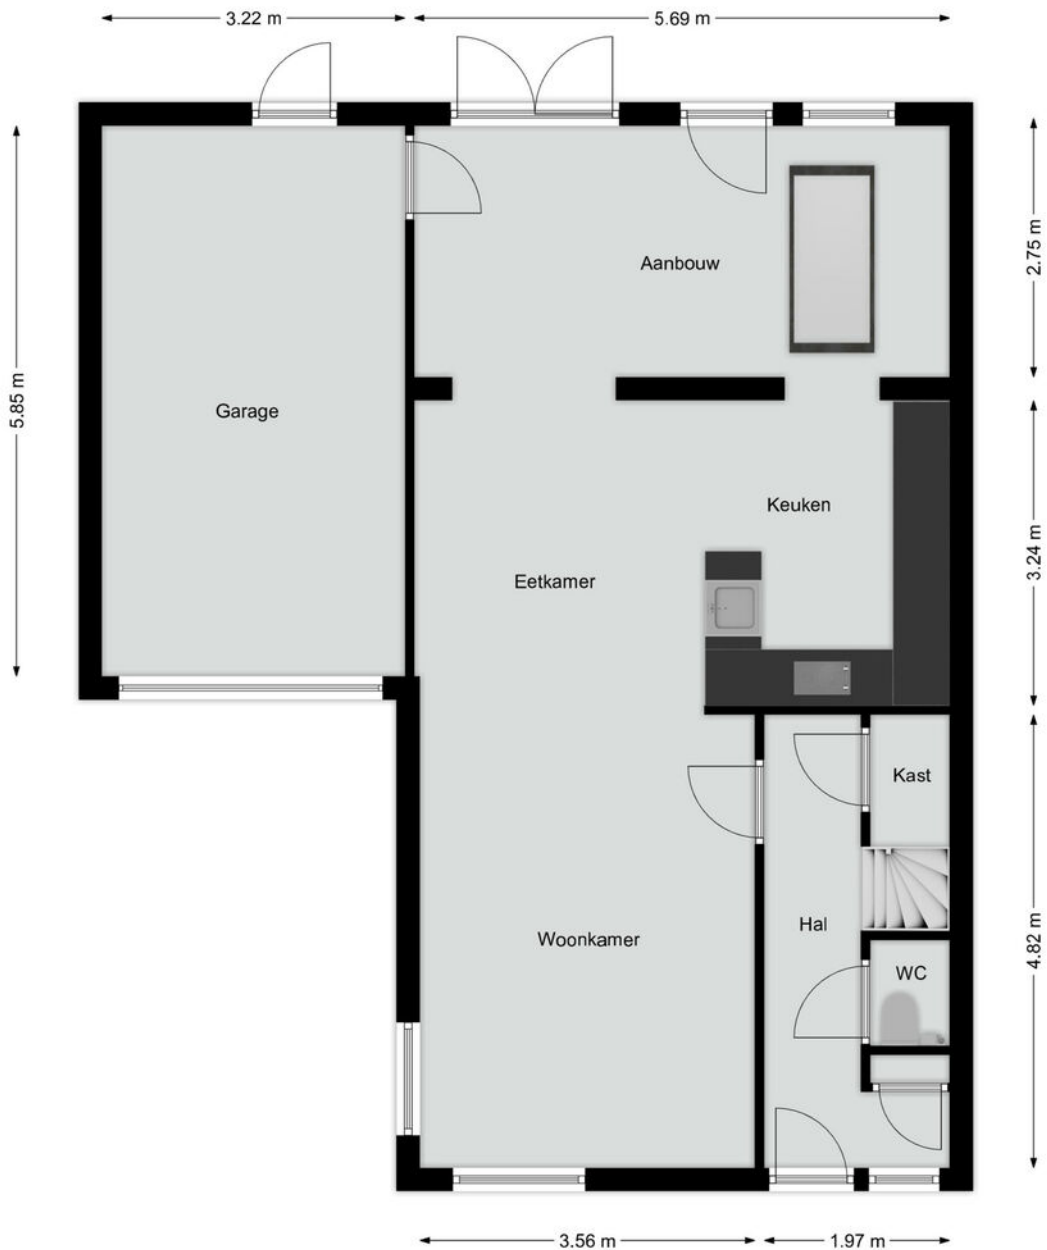 3.22 m
5.69 m
2.75 m
Aanbouw
5.85 m
Garage
Keuken
3.24 m
Eetkamer
Kast
Hal
4.82 m
Woonkamer
WC
3.56 m
1.97 m